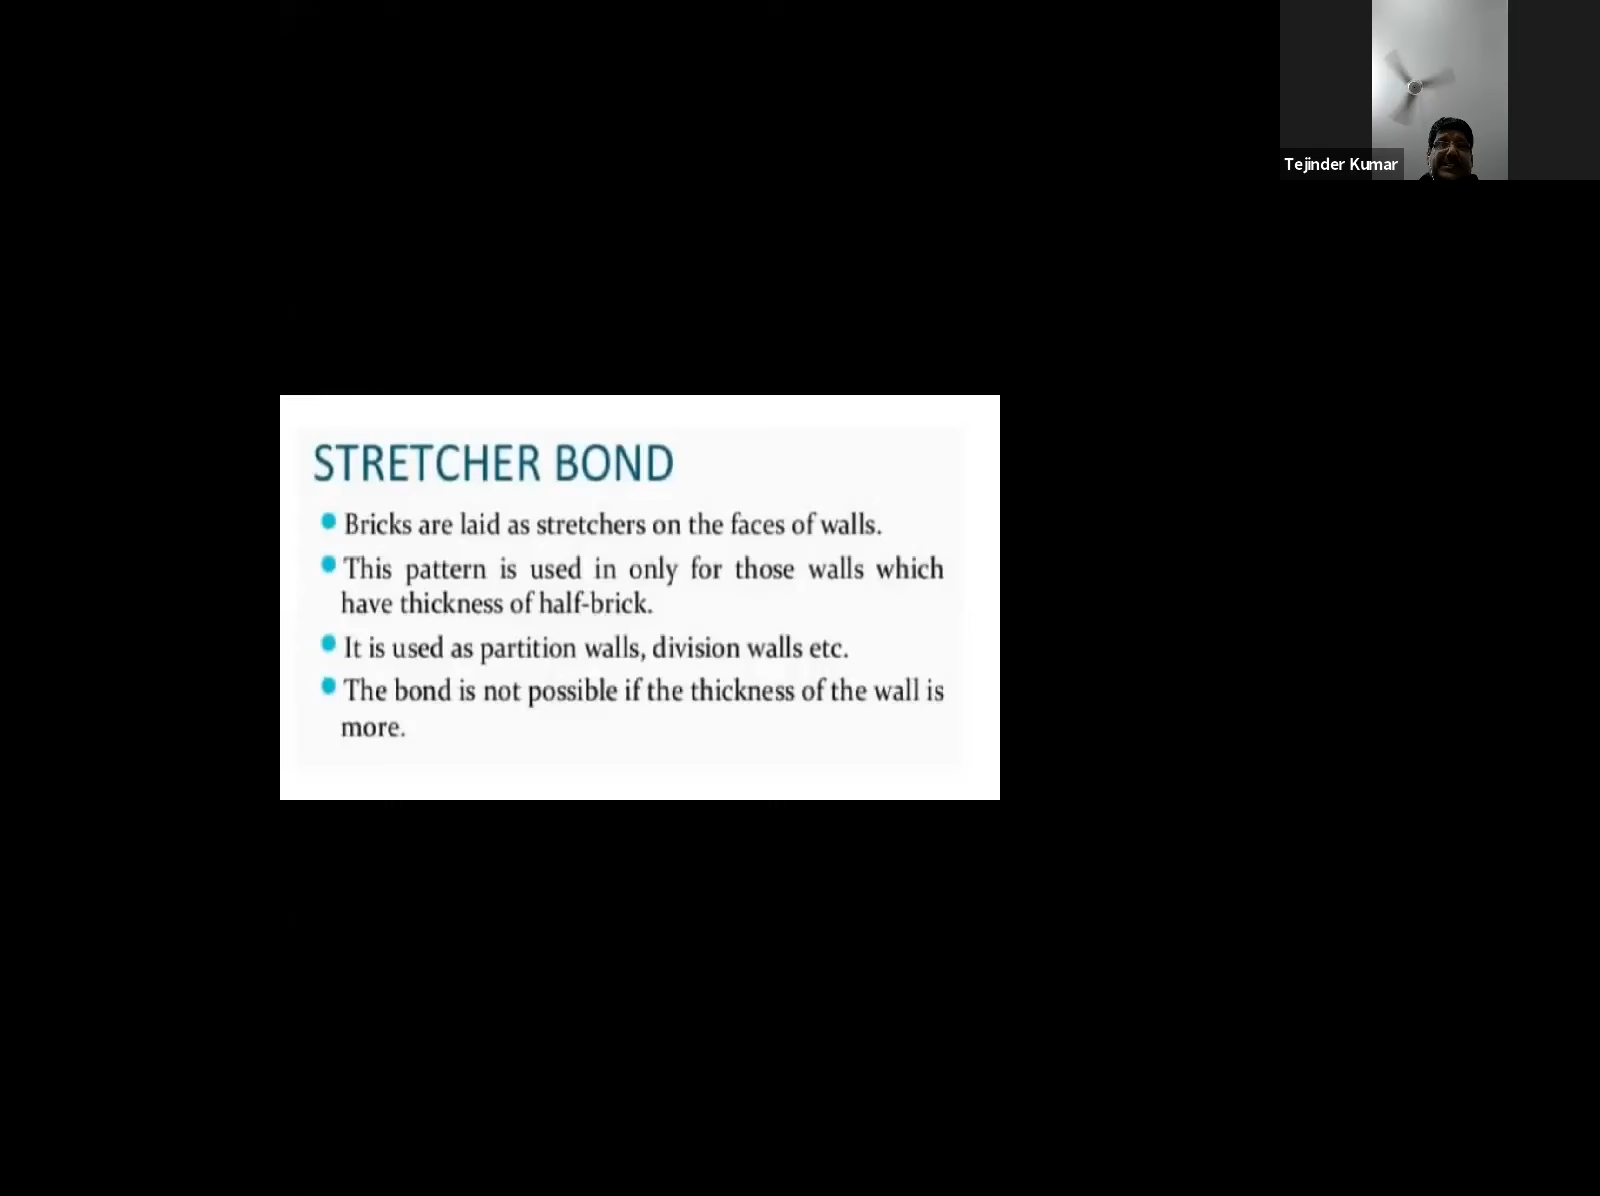 Tejinder Kumar
STRETCHER BOND
Bricks are laid as stretchers on the faces of walls.
This pattern is used in only for those walls which
have thickness of half-brick.
It is used as partition walls, division walls etc.
The bond is not possible if the thickness of the wall is
more.